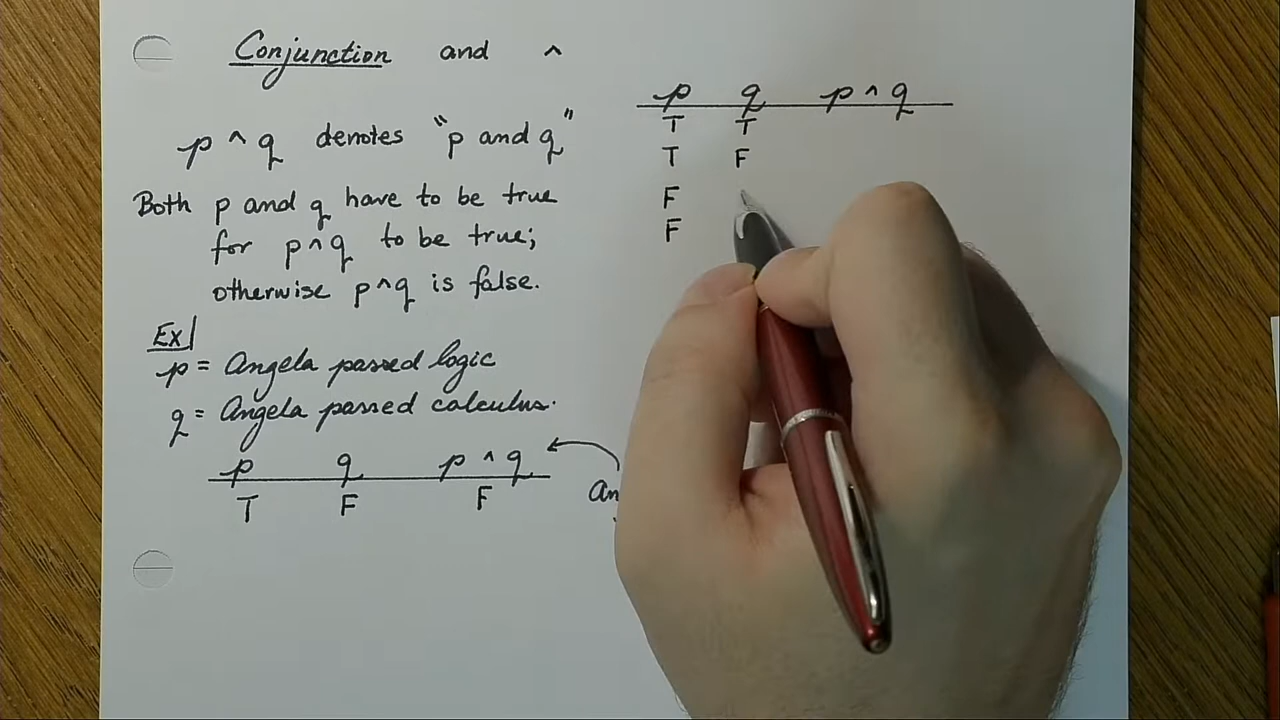 Conjunction and ^
p ^ q denotes "p and q"
Both p and q have to be true
for p^q to be true;
otherwise p^q is false.
Ex
p = Angela passed logic
q = Angela passed calculus.
p q p ^ q
T F F
An
p q p ^ q
T T
T F
F
F